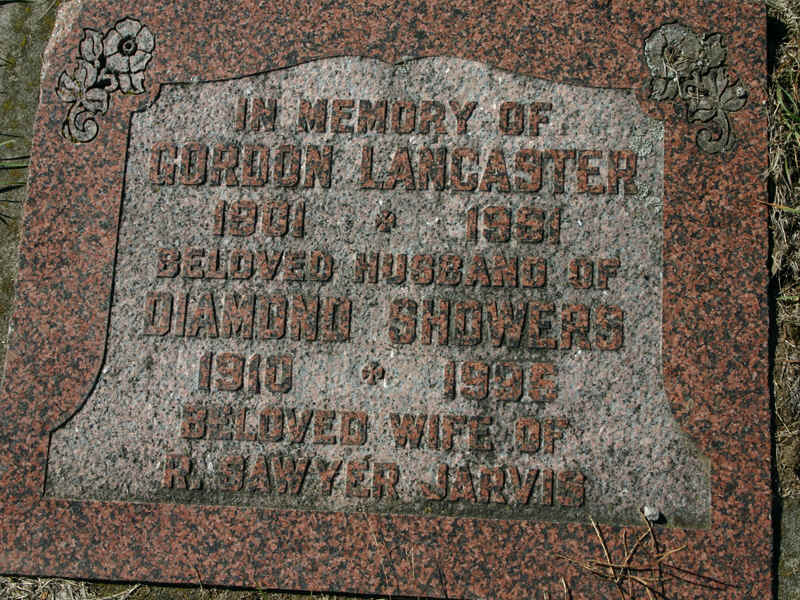 IN MEMORY OF
GORDON LANCASTER
1901 1981
BELOVED HUSBAND OF
DIAMOND SHOWERS
1910 1996
BELOVED WIFE OF
R. SAWYER JARVIS